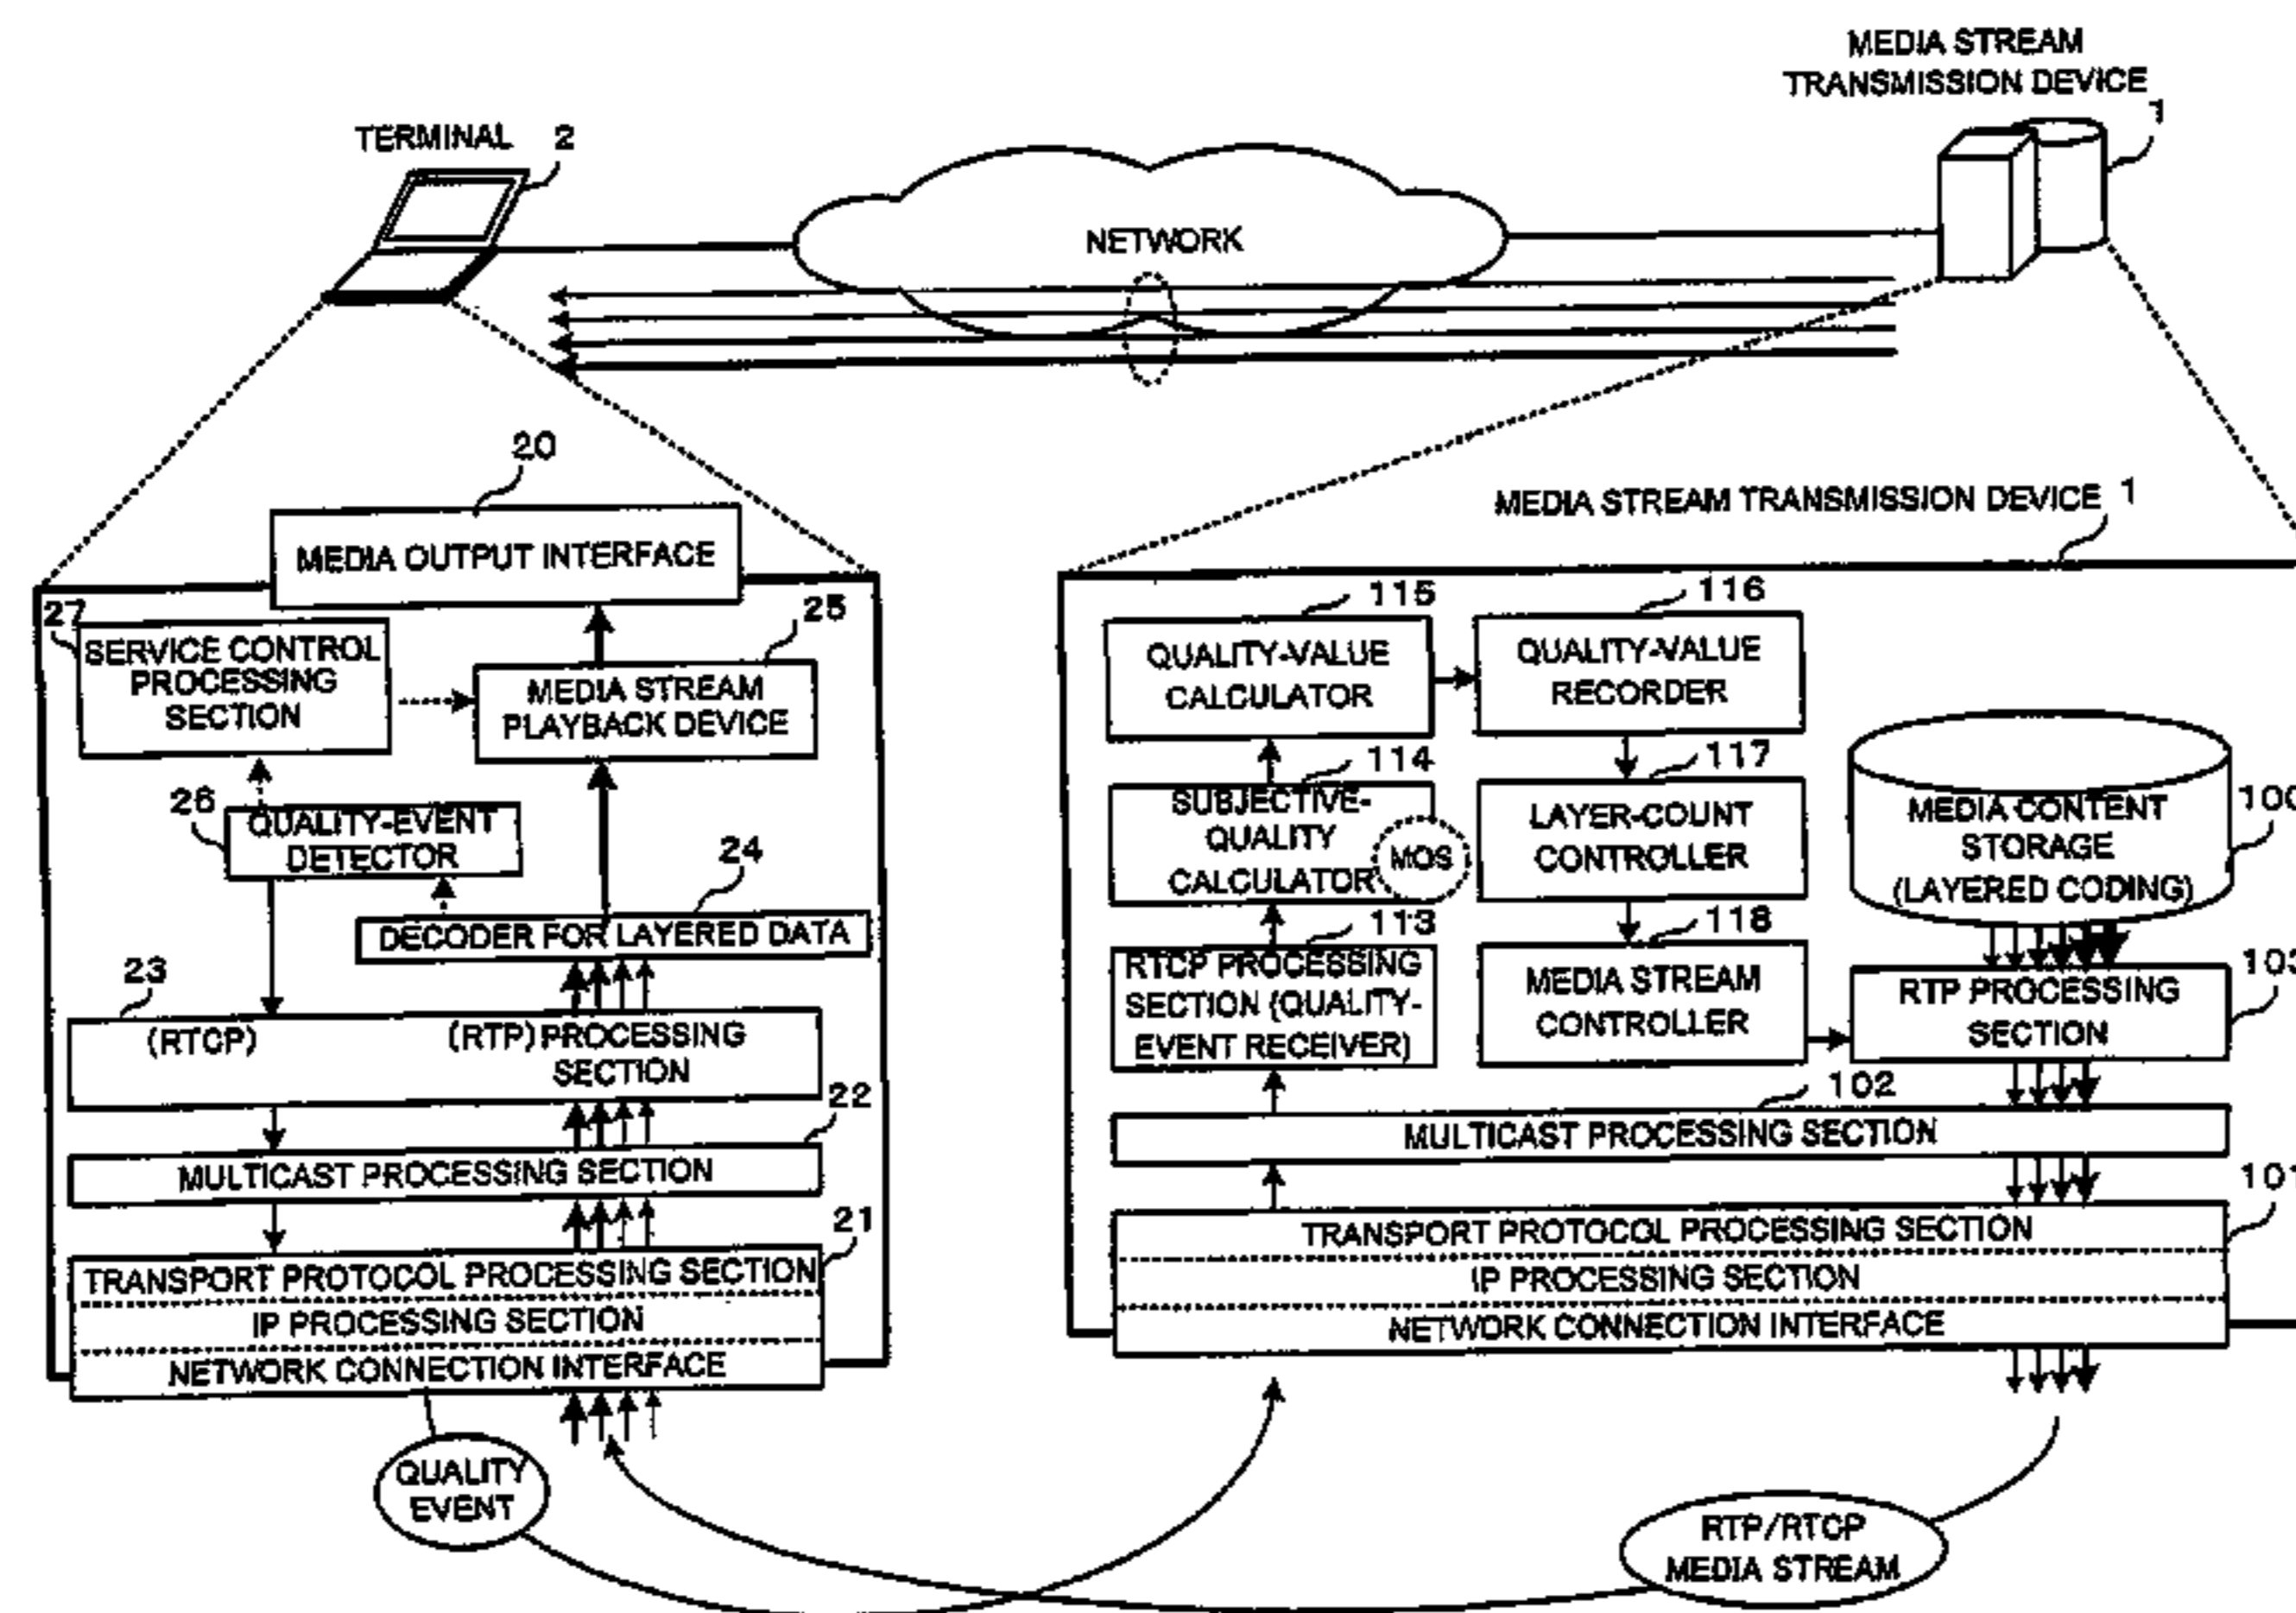 MEDIA STREAM
TRANSMISSION DEVICE
1
TERMINAL 2
NETWORK
20
MEDIA OUTPUT INTERFACE
27
SERVICE CONTROL
PROCESSING
SECTION
25
MEDIA STREAM
PLAYBACK DEVICE
26
QUALITY-EVENT
DETECTOR
24
DECODER FOR LAYERED DATA
23
(RTCP)
(RTP) PROCESSING
SECTION
22
MULTICAST PROCESSING SECTION
21
TRANSPORT PROTOCOL PROCESSING SECTION
IP PROCESSING SECTION
NETWORK CONNECTION INTERFACE
QUALITY
EVENT
MEDIA STREAM TRANSMISSION DEVICE 1
115
QUALITY-VALUE
CALCULATOR
116
QUALITY-VALUE
RECORDER
114
SUBJECTIVE-
QUALITY
CALCULATOR
MOS
117
LAYER-COUNT
CONTROLLER
100
MEDIA CONTENT
STORAGE
(LAYERED CODING)
113
RTCP PROCESSING
SECTION (QUALITY-
EVENT RECEIVER)
118
MEDIA STREAM
CONTROLLER
103
RTP PROCESSING
SECTION
102
MULTICAST PROCESSING SECTION
101
TRANSPORT PROTOCOL PROCESSING SECTION
IP PROCESSING SECTION
NETWORK CONNECTION INTERFACE
RTP/RTCP
MEDIA STREAM